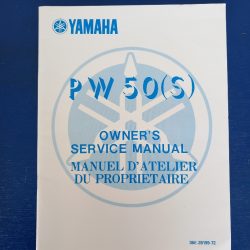 YAMAHA
PW50(S)
OWNER'S
SERVICE MANUAL
MANUEL D'ATELIER
DU PROPRIETAIRE